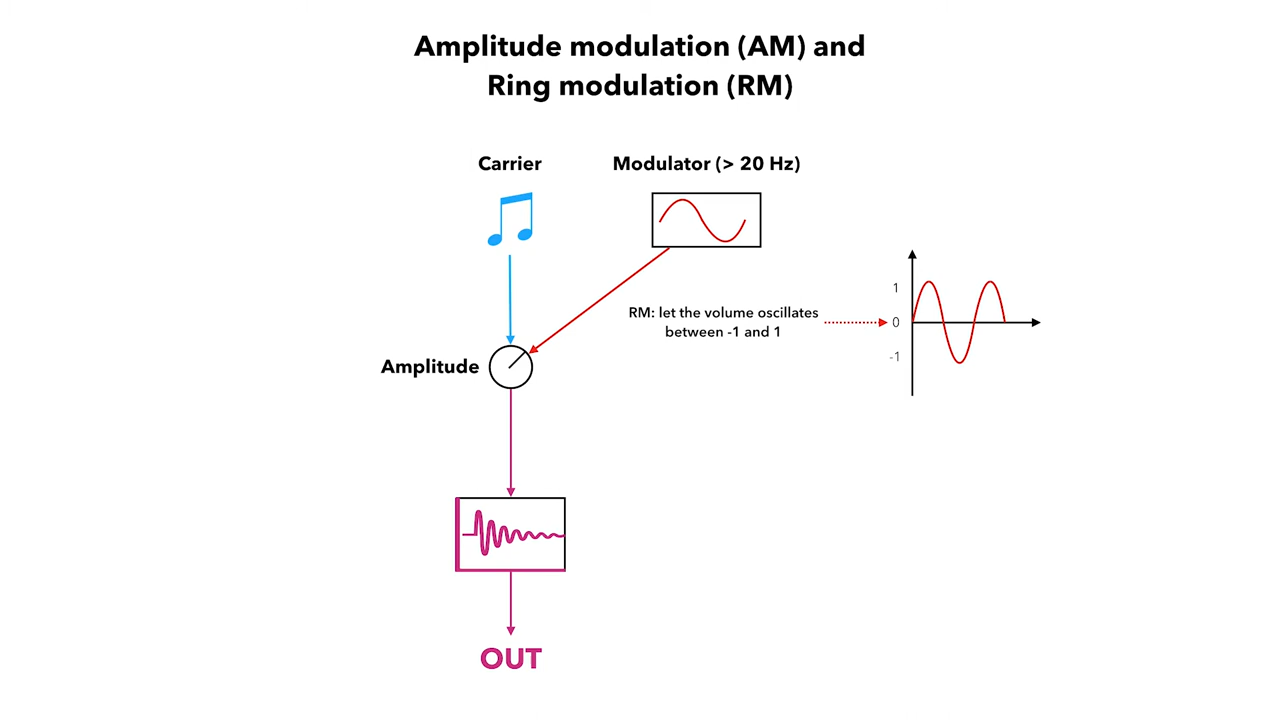 Amplitude modulation (AM) and
Ring modulation (RM)
Carrier
Modulator (> 20 Hz)
RM: let the volume oscillates
between -1 and 1
1
0
-1
Amplitude
OUT